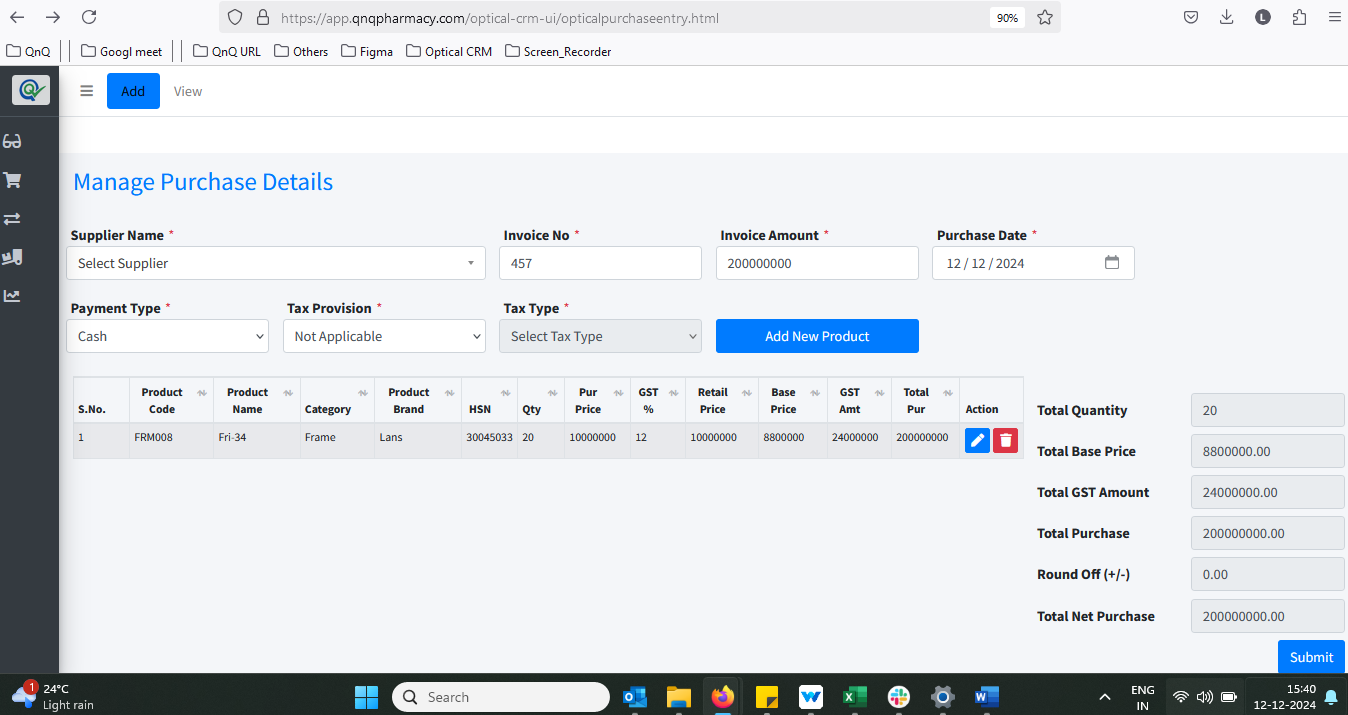 https://app.qnqpharmacy.com/optical-crm-ui/opticalpurchaseentry.html
90%
L
QnQ
Googl meet
QnQ URL
Others
Figma
Optical CRM
Screen_Recorder
Add
View
Manage Purchase Details
Supplier Name *
Invoice No *
Invoice Amount *
Purchase Date *
Select Supplier
457
200000000
12 / 12 / 2024
Payment Type *
Tax Provision *
Tax Type *
Cash
Not Applicable
Select Tax Type
Add New Product
S.No. Product Code Product Name Category Product Brand HSN Qty Pur Price GST % Retail Price Base Price GST Amt Total Pur Action
1 FRM008 Fri-34 Frame Lans 30045033 20 10000000 12 10000000 8800000 24000000 200000000
Total Quantity 20
Total Base Price 8800000.00
Total GST Amount 24000000.00
Total Purchase 200000000.00
Round Off (+/-) 0.00
Total Net Purchase 200000000.00
Submit
1
24°C
Light rain
Search
ENG
IN
15:40
12-12-2024